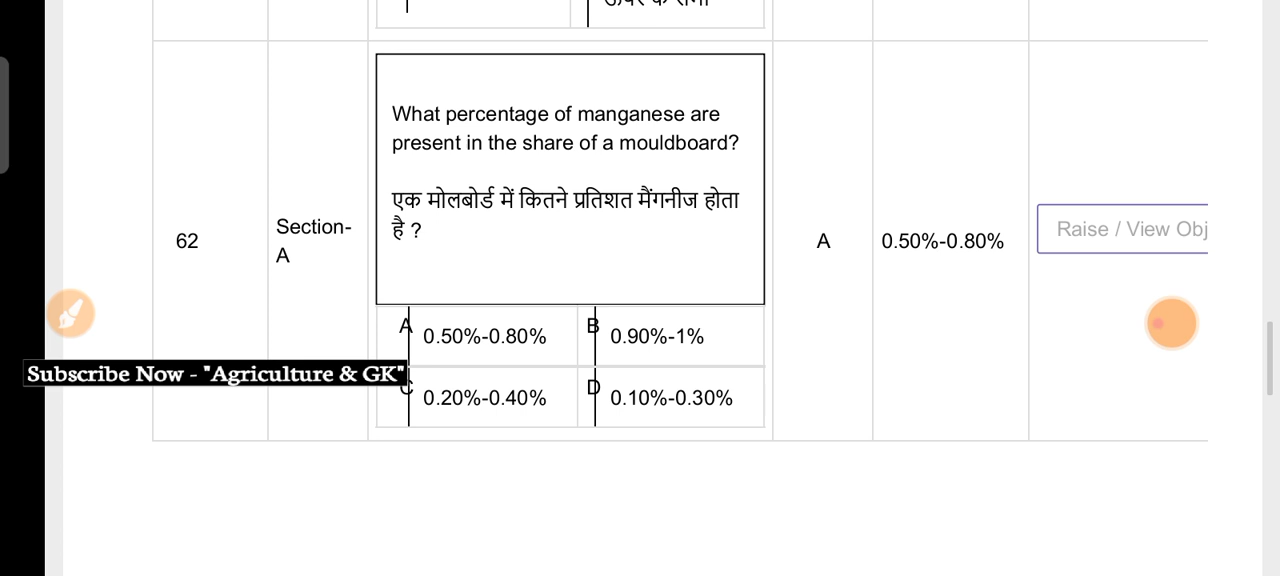 What percentage of manganese are
present in the share of a mouldboard?
एक मोलबोर्ड में कितने प्रतिशत मैंगनीज होता
है ?
62
Section-
A
A
0.50%-0.80%
Raise / View Obj
A 0.50%-0.80%
B 0.90%-1%
Subscribe Now - "Agriculture & GK"
C 0.20%-0.40%
D 0.10%-0.30%